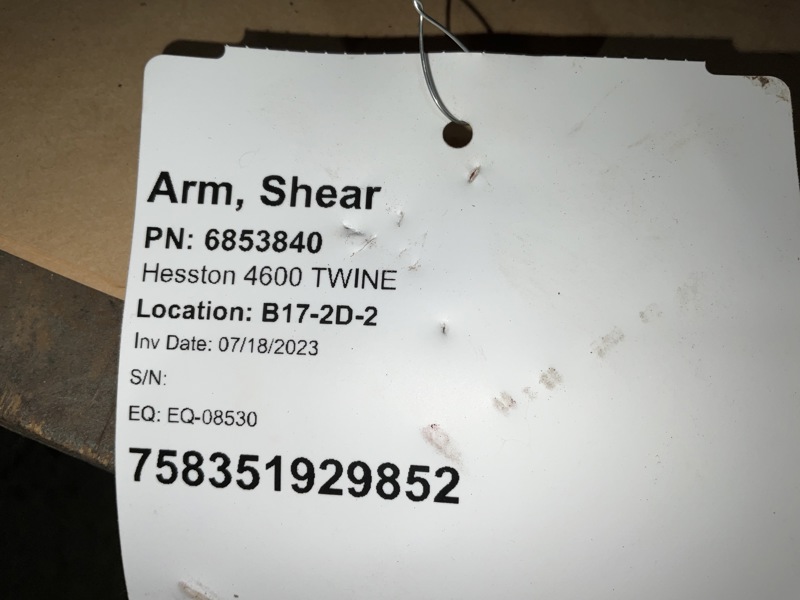 Arm, Shear
PN: 6853840
Hesston 4600 TWINE
Location: B17-2D-2
Inv Date: 07/18/2023
S/N:
EQ: EQ-08530
758351929852